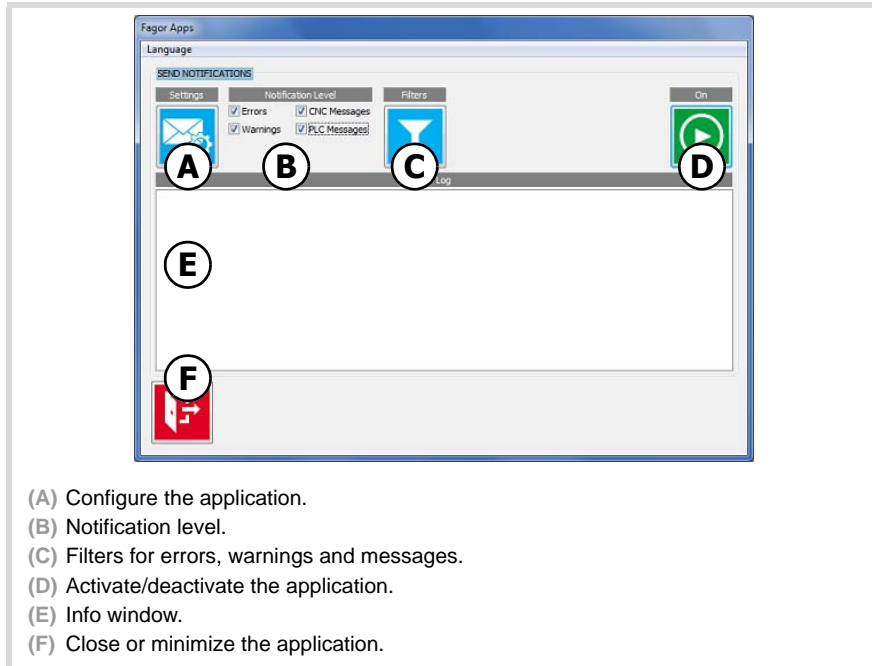 Fagor Apps
Language
SEND NOTIFICATIONS
Settings Notification Level Filters On
Errors CNC Messages
Warnings PLC Messages
A B C D
Log
E
F
(A) Configure the application.
(B) Notification level.
(C) Filters for errors, warnings and messages.
(D) Activate/deactivate the application.
(E) Info window.
(F) Close or minimize the application.